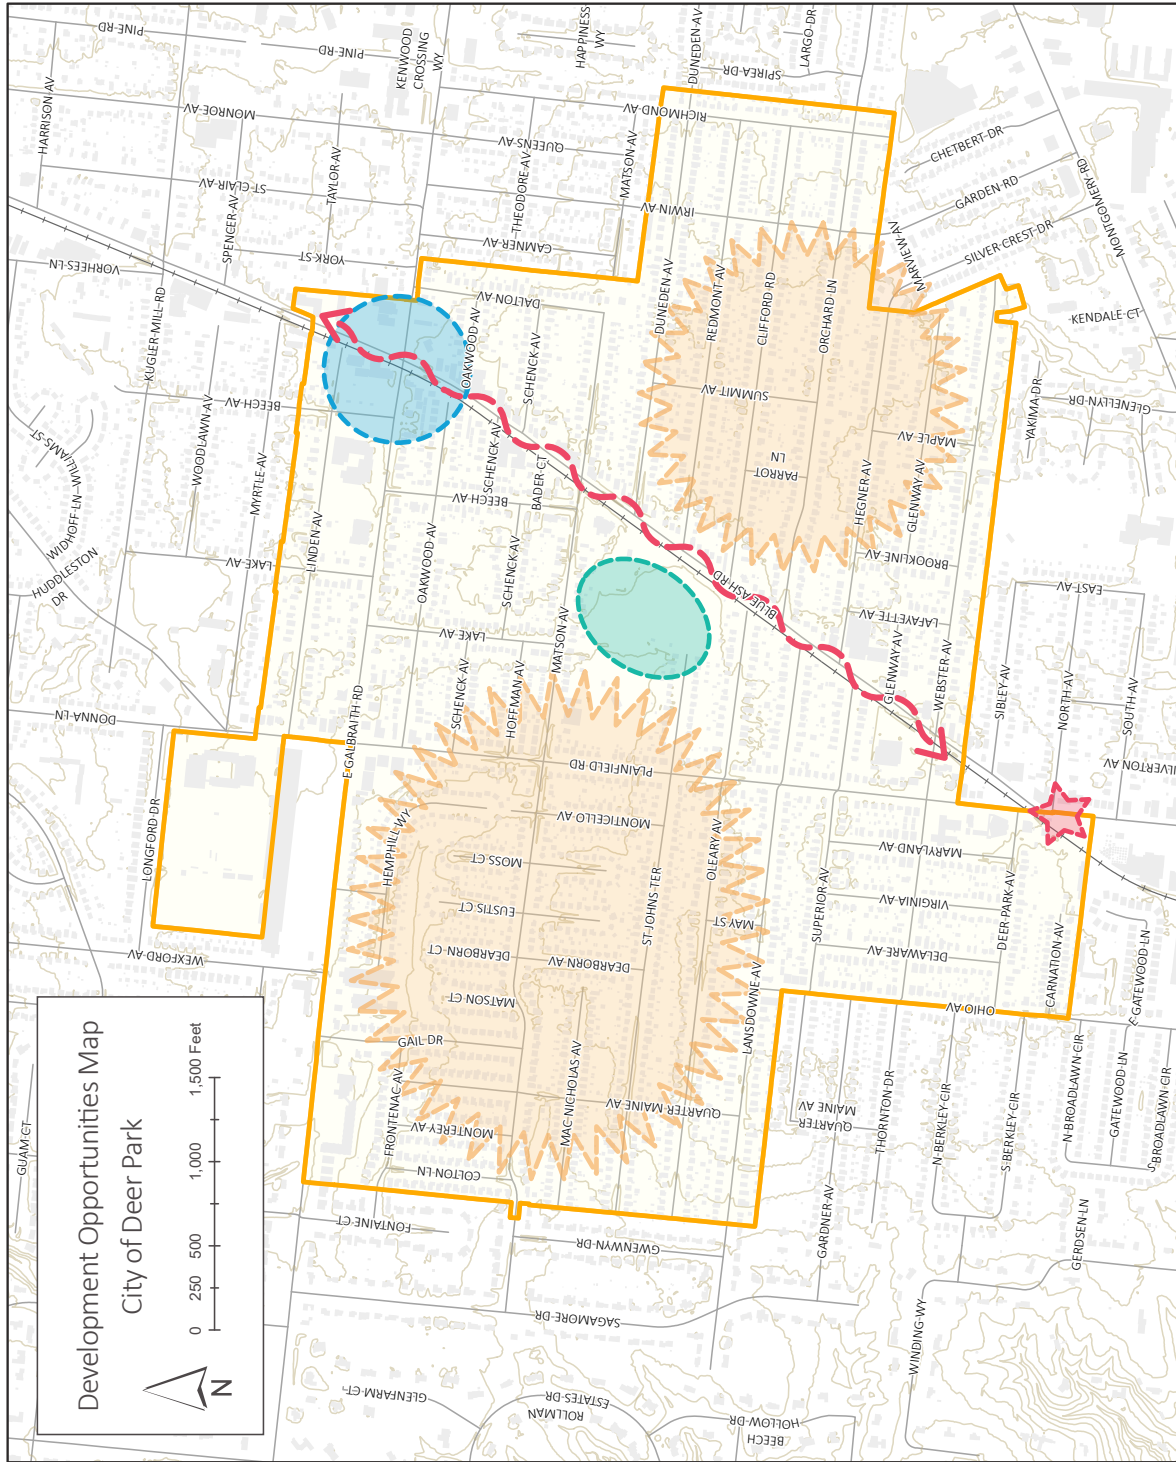 Development Opportunities Map
City of Deer Park
0
250
500
1,000
1,500 Feet
N
PINE RD
PINE RD
KENWOOD
CROSSING
WY
HAPPINESS
WY
DUNEDEN AV
LARGO DR
SPIREA DR
HARRISON AV
MONROE AV
RICHMOND AV
TAYLOR AV
QUEENS AV
MATSON AV
CHETBERT DR
ST CLAIR AV
THEODORE AV
IRWIN AV
GARDEN RD
MONTGOMERY RD
SPENCER AV
YORK ST
MARVIEW AV
SILVER CREST DR
VORHEES LN
DALTON AV
DUNEDEN AV
REDMONT AV
CLIFFORD RD
ORCHARD LN
KENDALE CT
KUGLER MILL RD
OAKWOOD AV
SCHENCK AV
SUMMIT AV
YAKIMA DR
GLENELLYN DR
BEECH AV
MAPLE AV
WILLIAMS ST
WOODLAWN AV
MYRTLE AV
SCHENCK AV
BADER CT
PARROT
LN
WIDHOFF LN
BEECH AV
HEGNER AV
GLENWAY AV
LINDEN AV
HUDDLESTON
DR
LAKE AV
OAKWOOD AV
SCHENCK AV
BLUE ASH RD
BROOKLINE AV
EAST AV
LAKE AV
MATSON AV
LAFAYETTE AV
GLENWAY AV
WEBSTER AV
SIBLEY AV
NORTH AV
SOUTH AV
DONNA LN
E GALBRAITH RD
SCHENCK AV
HOFFMAN AV
PLAINFIELD RD
LVERTON AV
LONGFORD DR
HEMPHILL WY
MONTICELLO AV
MOSS CT
OLEARY AV
MARYLAND AV
EUSTIS CT
ST JOHNS TER
MAY ST
SUPERIOR AV
VIRGINIA AV
DEER PARK AV
WEXFORD AV
DEARBORN CT
DEARBORN AV
DELAWARE AV
CARNATION AV
E GATEWOOD LN
MATSON CT
LANSDOWNE AV
OHIO AV
GAIL DR
MAC NICHOLAS AV
FRONTENAC AV
MONTEREY AV
QUARTER MAINE AV
QUARTER
MAINE AV
THORNTON DR
N BERKLEY CIR
S BERKLEY CIR
N BROADLAWN CIR
GATEWOOD LN
S BROADLAWN CIR
GUAM CT
COLTON LN
FONTAINE CT
GWENWYN DR
GARDNER AV
GERDSEN LN
SAGAMORE DR
WINDING WY
GLENFARM CT
ROLLMAN
ESTATES DR
BEECH
HOLLOW DR